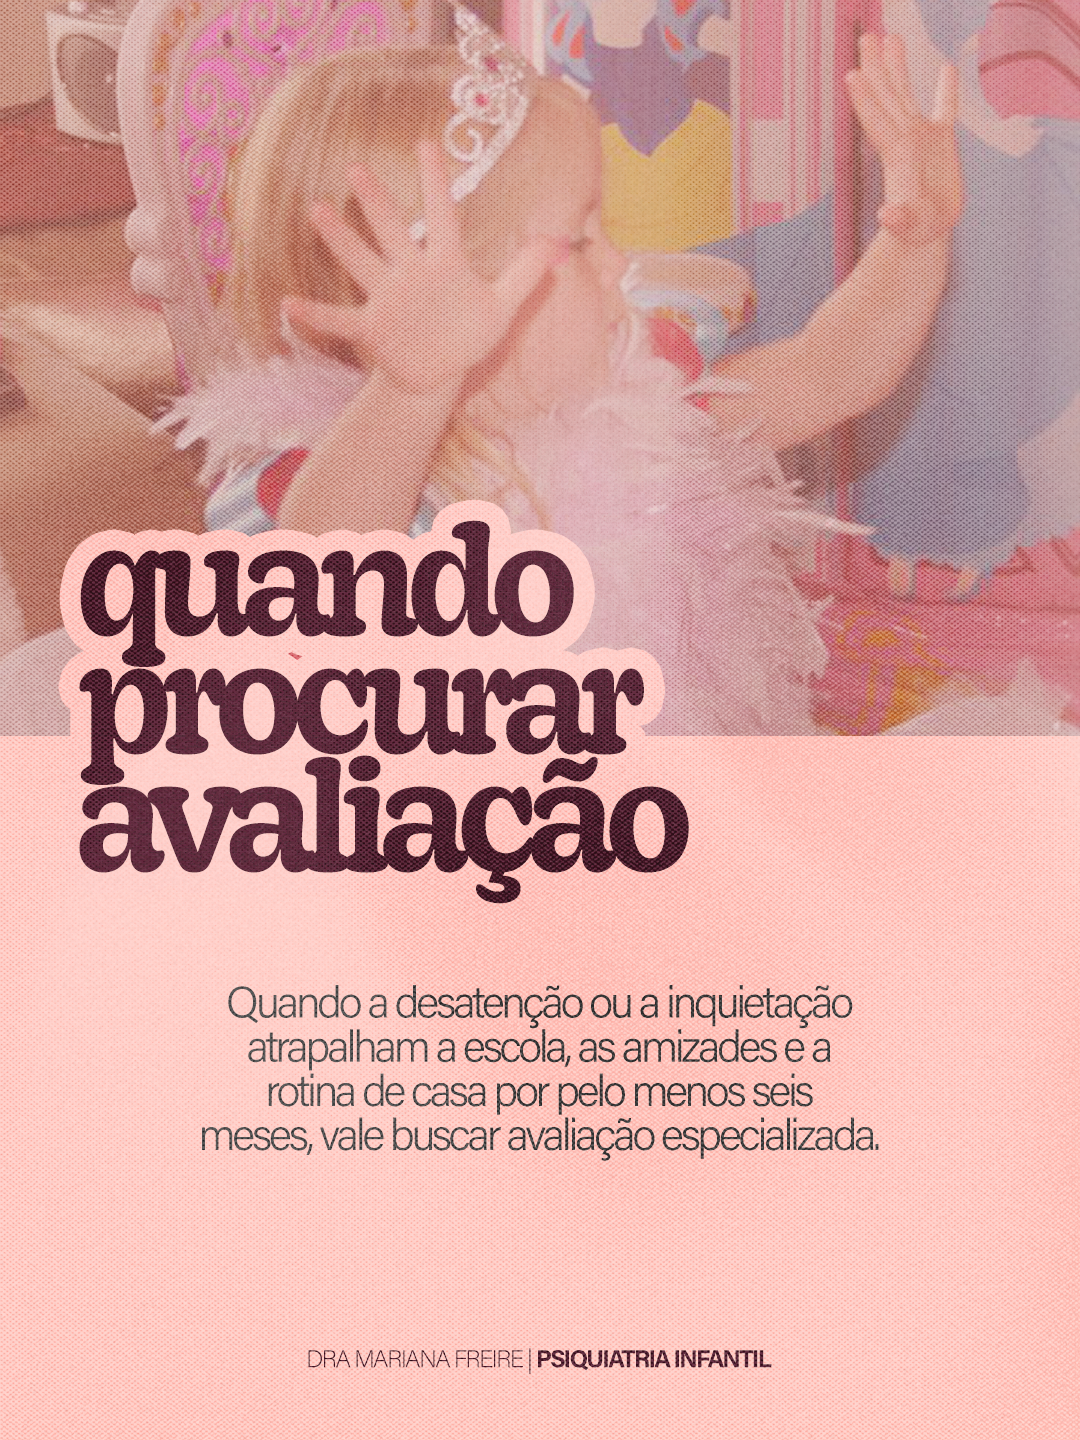 quando
procurar
avaliação
Quando a desatenção ou a inquietação
atrapalham a escola, as amizades e a
rotina de casa por pelo menos seis
meses, vale buscar avaliação especializada.
DRA MARIANA FREIRE | PSIQUIATRIA INFANTIL